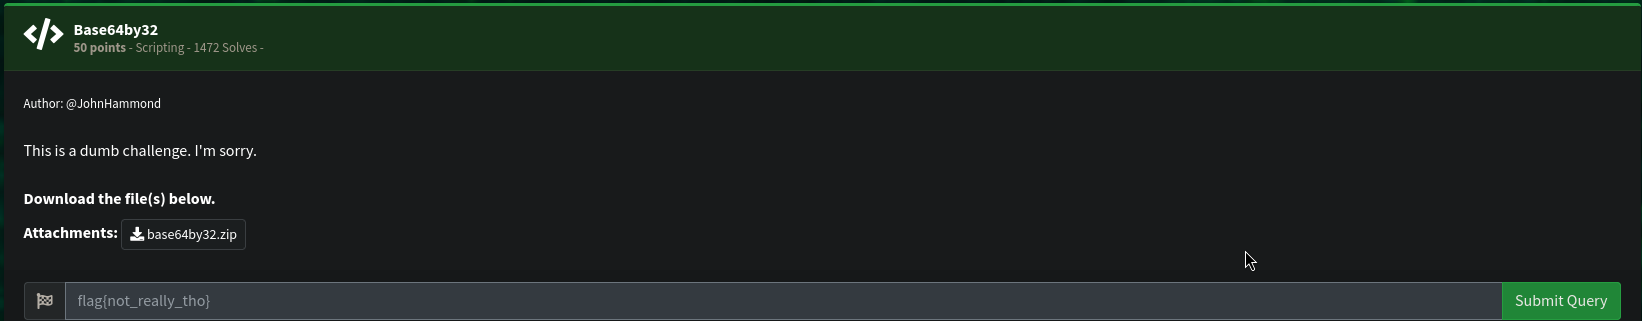 Base64by32
50 points - Scripting - 1472 Solves -
Author: @JohnHammond
This is a dumb challenge. I'm sorry.
Download the file(s) below.
Attachments: base64by32.zip
flag{not_really_tho} Submit Query